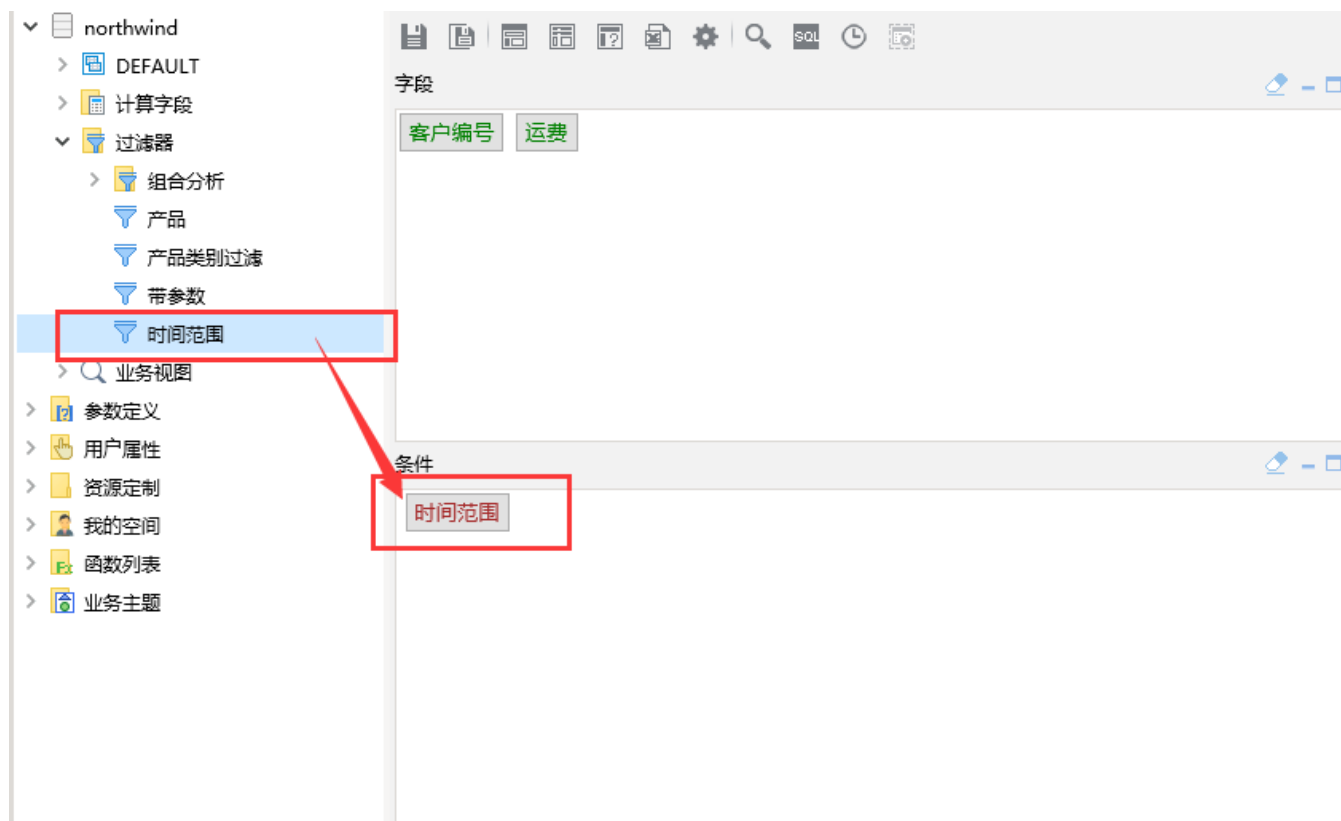 northwind
DEFAULT
计算字段
过滤器
组合分析
产品
产品类别过滤
带参数
时间范围
业务视图
参数定义
用户属性
资源定制
我的空间
函数列表
业务主题
SQL
字段
客户编号 运费
条件
时间范围